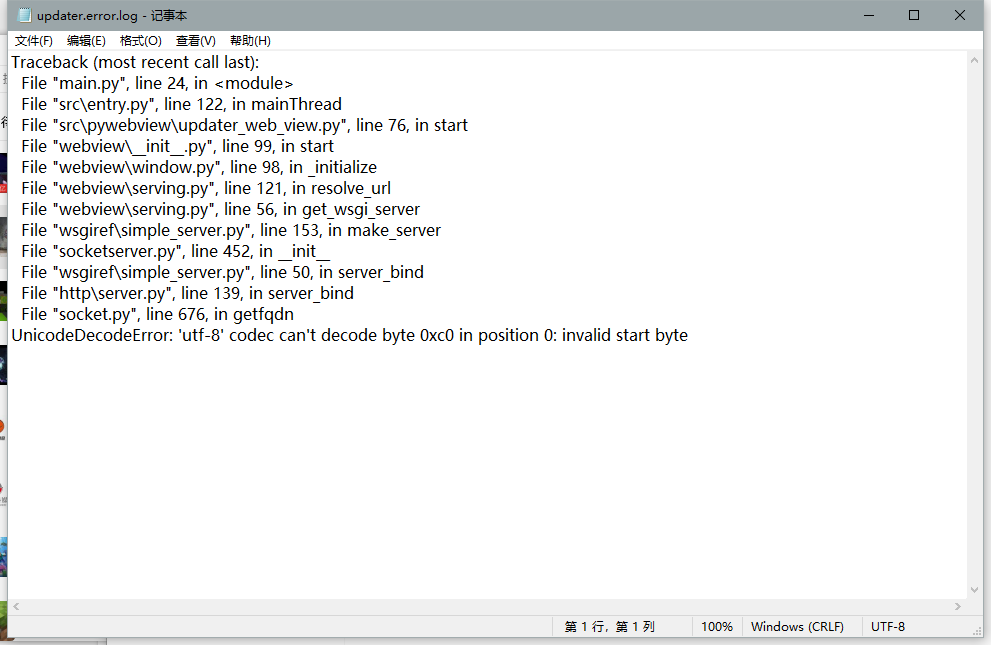 updater.error.log - 记事本
文件(F) 编辑(E) 格式(O) 查看(V) 帮助(H)
Traceback (most recent call last):
File "main.py", line 24, in <module>
File "src\entry.py", line 122, in mainThread
File "src\pywebview\updater_web_view.py", line 76, in start
File "webview\__init__.py", line 99, in start
File "webview\window.py", line 98, in _initialize
File "webview\serving.py", line 121, in resolve_url
File "webview\serving.py", line 56, in get_wsgi_server
File "wsgiref\simple_server.py", line 153, in make_server
File "socketserver.py", line 452, in __init__
File "wsgiref\simple_server.py", line 50, in server_bind
File "http\server.py", line 139, in server_bind
File "socket.py", line 676, in getfqdn
UnicodeDecodeError: 'utf-8' codec can't decode byte 0xc0 in position 0: invalid start byte
第 1 行，第 1 列 100% Windows (CRLF) UTF-8